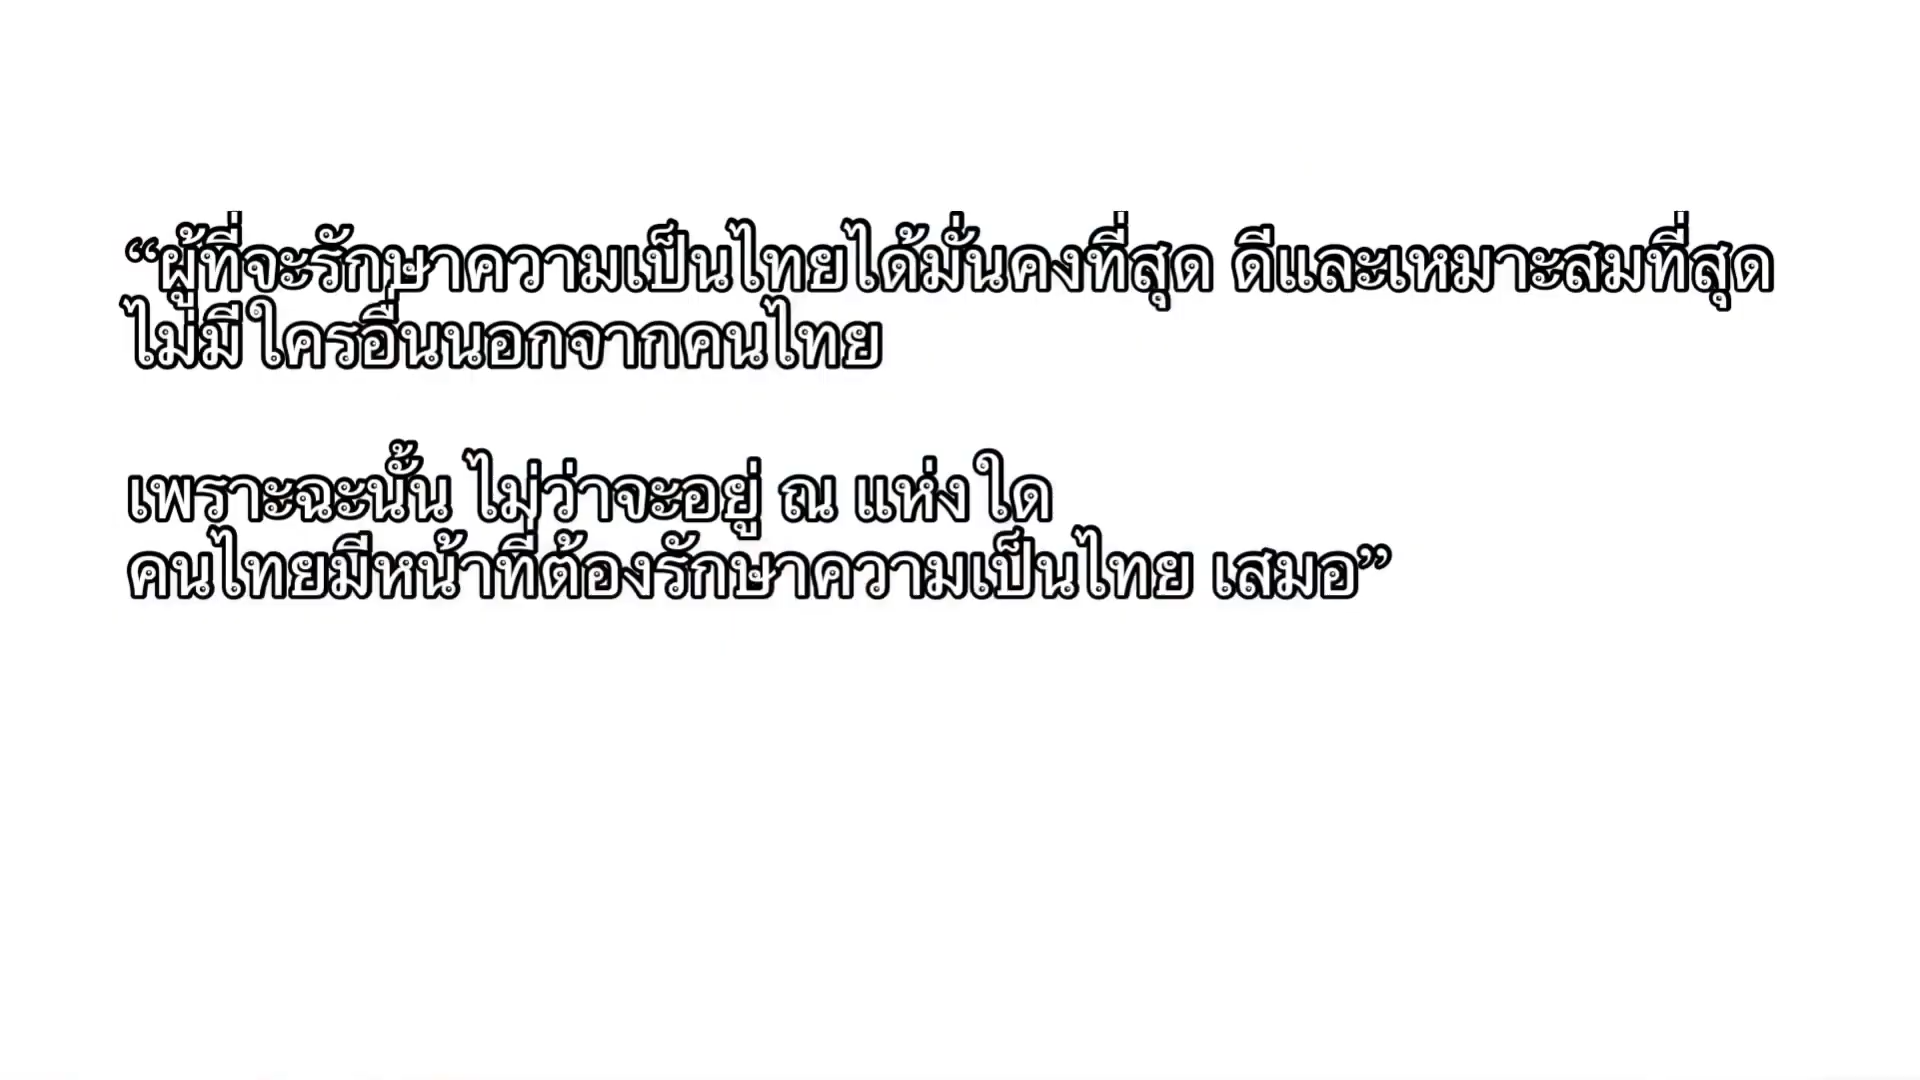 “ผู้ที่จะรักษาความเป็นไทยได้มั่นคงที่สุด ดีและเหมาะสมที่สุด
ไม่มีใครอื่นนอกจากคนไทย
เพราะฉะนั้น ไม่ว่าจะอยู่ ณ แห่งใด
คนไทยมีหน้าที่ต้องรักษาความเป็นไทย เสมอ”